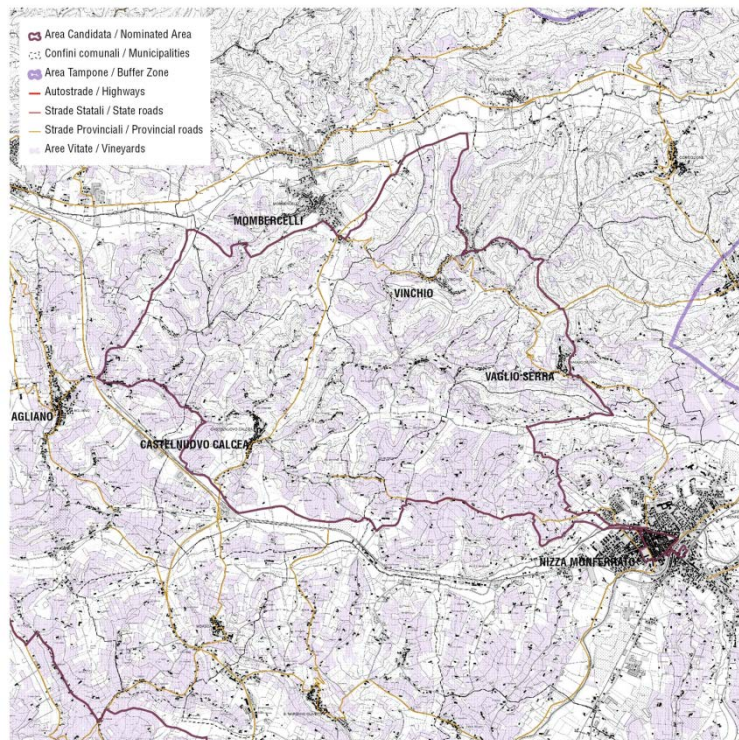 Area Candidata / Nominated Area
Confini comunali / Municipalities
Area Tampone / Buffer Zone
Autostrade / Highways
Strade Statali / State roads
Strade Provinciali / Provincial roads
Aree Vitate / Vineyards
MOMBERCELLI
VINCHIO
VAGLIO SERRA
AGLIANO
CASTELNUOVO CALCEA
NIZZA MONFERRATO